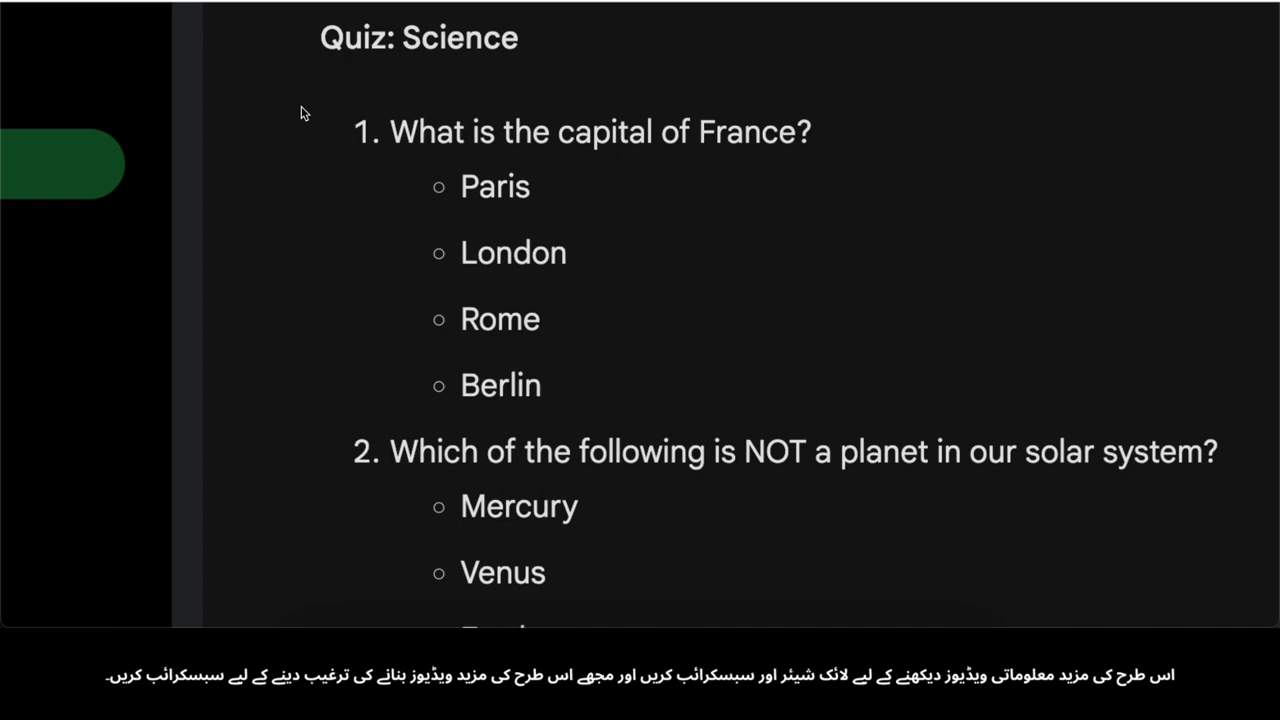 Quiz: Science
1. What is the capital of France?
Paris
London
Rome
Berlin
2. Which of the following is NOT a planet in our solar system?
Mercury
Venus
اس طرح کی مزید معلوماتی ویڈیوز دیکھنے کے لیے لائک شیئر اور سبسکرائب کریں اور مجھے اس طرح کی مزید ویڈیوز بنانے کی ترغیب دینے کے لیے سبسکرائب کریں۔